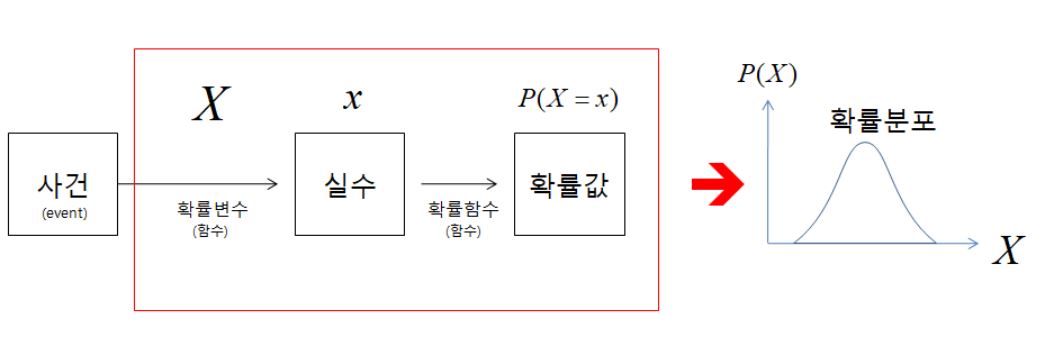 X
x
P(X = x)
사건
(event)
확률변수
(함수)
실수
확률함수
(함수)
확률값
P(X)
확률분포
X